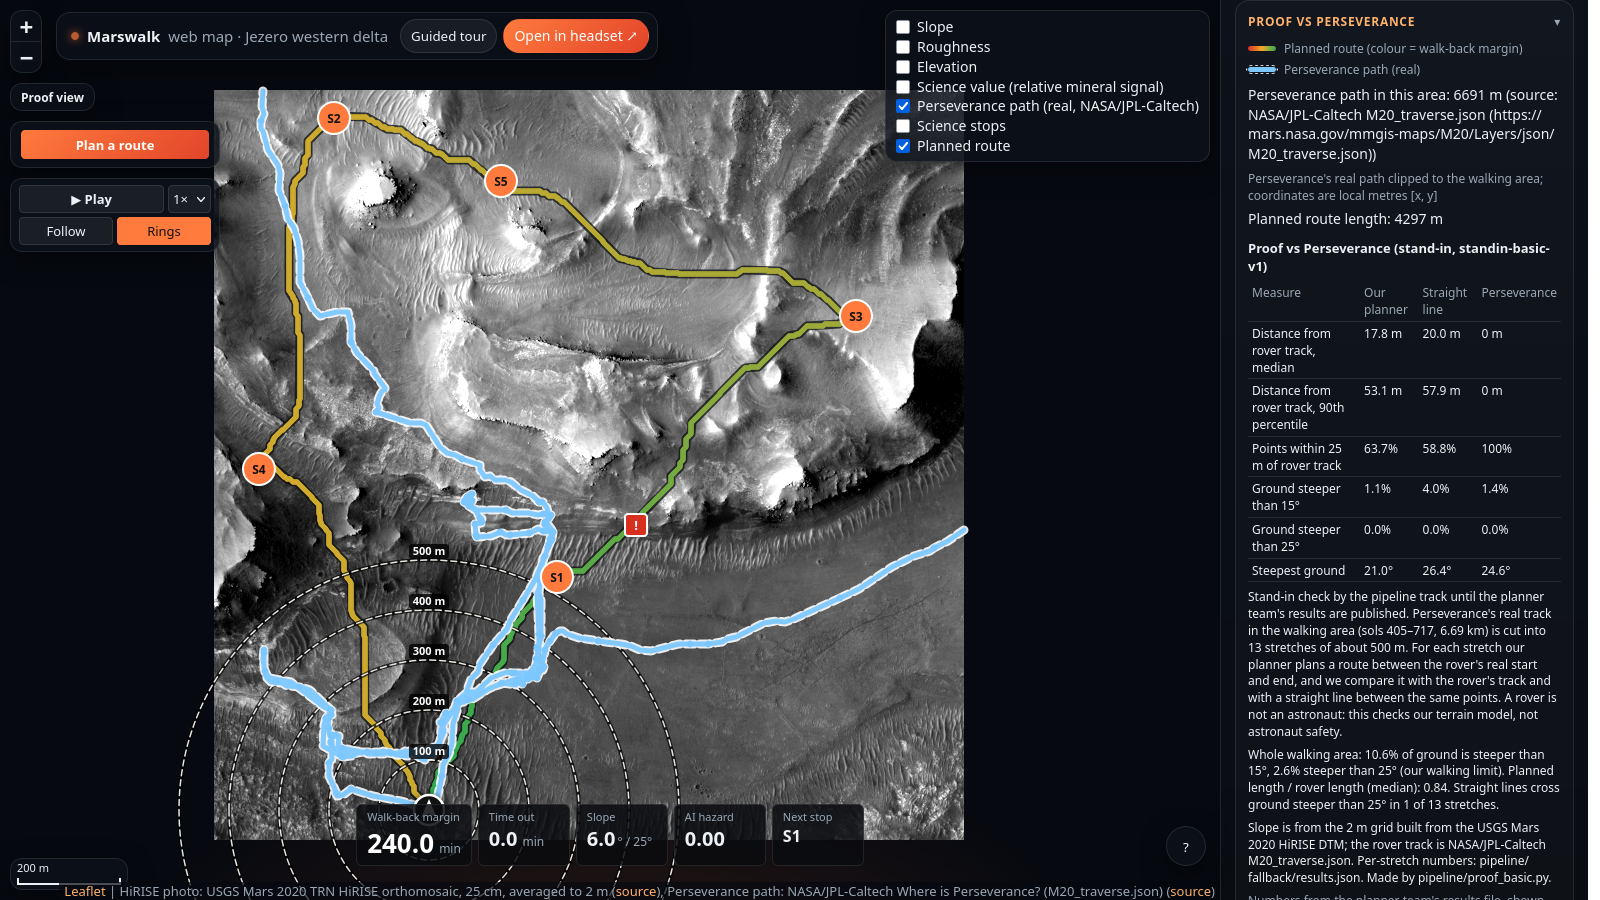 +
−
Marswalk web map · Jezero western delta
Guided tour
Open in headset ↗
Proof view
Plan a route
▶ Play
1×
Follow
Rings
Slope
Roughness
Elevation
Science value (relative mineral signal)
Perseverance path (real, NASA/JPL-Caltech)
Science stops
Planned route
S2
S5
S3
S4
!
S1
500 m
400 m
300 m
200 m
100 m
Walk-back margin
240.0 min
Time out
0.0 min
Slope
6.0° / 25°
AI hazard
0.00
Next stop
S1
?
200 m
Leaflet | HiRISE photo: USGS Mars 2020 TRN HiRISE orthomosaic, 25 cm, averaged to 2 m (source), Perseverance path: NASA/JPL-Caltech Where is Perseverance? (M20_traverse.json) (source)
PROOF VS PERSEVERANCE ▾
Planned route (colour = walk-back margin)
Perseverance path (real)
Perseverance path in this area: 6691 m (source:
NASA/JPL-Caltech M20_traverse.json (https://
mars.nasa.gov/mmgis-maps/M20/Layers/json/
M20_traverse.json))
Perseverance's real path clipped to the walking area;
coordinates are local metres [x, y]
Planned route length: 4297 m
Proof vs Perseverance (stand-in, standin-basic-
v1)
Measure Our planner Straight line Perseverance
Distance from rover track, median 17.8 m 20.0 m 0 m
Distance from rover track, 90th percentile 53.1 m 57.9 m 0 m
Points within 25 m of rover track 63.7% 58.8% 100%
Ground steeper than 15° 1.1% 4.0% 1.4%
Ground steeper than 25° 0.0% 0.0% 0.0%
Steepest ground 21.0° 26.4° 24.6°
Stand-in check by the pipeline track until the planner
team's results are published. Perseverance's real track
in the walking area (sols 405–717, 6.69 km) is cut into
13 stretches of about 500 m. For each stretch our
planner plans a route between the rover's real start
and end, and we compare it with the rover's track and
with a straight line between the same points. A rover is
not an astronaut: this checks our terrain model, not
astronaut safety.
Whole walking area: 10.6% of ground is steeper than
15°, 2.6% steeper than 25° (our walking limit). Planned
length / rover length (median): 0.84. Straight lines cross
ground steeper than 25° in 1 of 13 stretches.
Slope is from the 2 m grid built from the USGS Mars
2020 HiRISE DTM; the rover track is NASA/JPL-Caltech
M20_traverse.json. Per-stretch numbers: pipeline/
fallback/results.json. Made by pipeline/proof_basic.py.
Numbers from the planner team's results file, shown